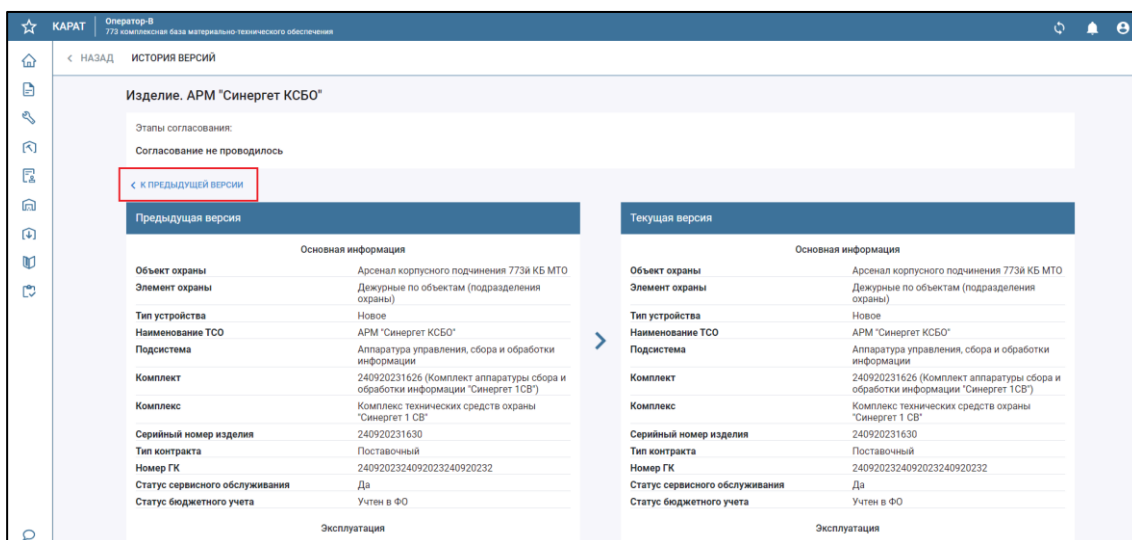 КАРАТ
Оператор-В
773 комплексная база материально-технического обеспечения
НАЗАД ИСТОРИЯ ВЕРСИЙ
Изделие. АРМ "Синергет КСБО"
Этапы согласования:
Согласование не проводилось
К ПРЕДЫДУЩЕЙ ВЕРСИИ
Предыдущая версия
Основная информация
Объект охраны Арсенал корпусного подчинения 773й КБ МТО
Элемент охраны Дежурные по объектам (подразделения
охраны)
Тип устройства Новое
Наименование ТСО АРМ "Синергет КСБО"
Подсистема Аппаратура управления, сбора и обработки
информации
Комплект 240920231626 (Комплект аппаратуры сбора и
обработки информации "Синергет 1СВ")
Комплекс Комплекс технических средств охраны
"Синергет 1 СВ"
Серийный номер изделия 240920231630
Тип контракта Поставочный
Номер ГК 2409202324092023240920232
Статус сервисного обслуживания Да
Статус бюджетного учета Учтен в ФО
Эксплуатация
Текущая версия
Основная информация
Объект охраны Арсенал корпусного подчинения 773й КБ МТО
Элемент охраны Дежурные по объектам (подразделения
охраны)
Тип устройства Новое
Наименование ТСО АРМ "Синергет КСБО"
Подсистема Аппаратура управления, сбора и обработки
информации
Комплект 240920231626 (Комплект аппаратуры сбора и
обработки информации "Синергет 1СВ")
Комплекс Комплекс технических средств охраны
"Синергет 1 СВ"
Серийный номер изделия 240920231630
Тип контракта Поставочный
Номер ГК 2409202324092023240920232
Статус сервисного обслуживания Да
Статус бюджетного учета Учтен в ФО
Эксплуатация